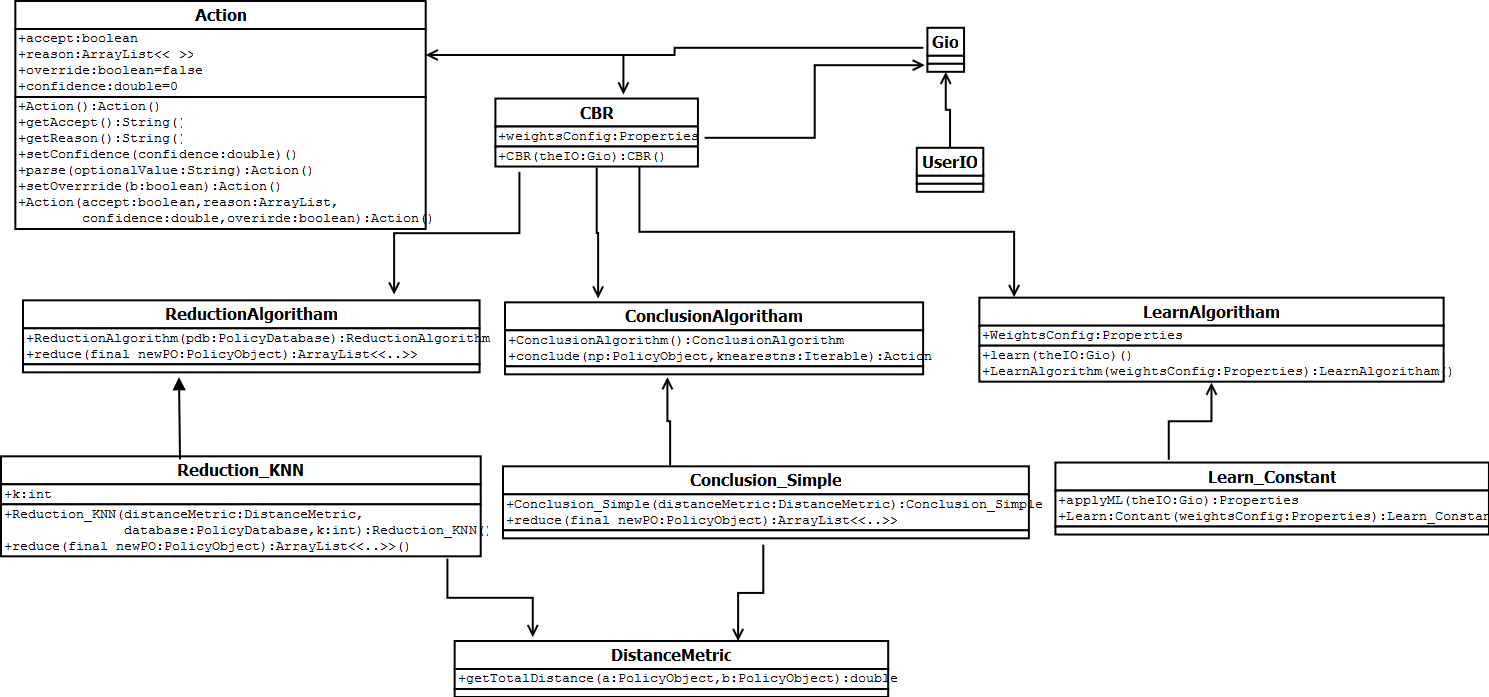 Action
+accept:boolean
+reason:ArrayList<< >>
+override:boolean=false
+confidence:double=0
+Action():Action()
+getAccept():String()
+getReason():String()
+setConfidence(confidence:double)()
+parse(optionalValue:String):Action()
+setOverrride(b:boolean):Action()
+Action(accept:boolean,reason:ArrayList,
confidence:double,overirde:boolean):Action()
Gio
CBR
+weightsConfig:Properties
+CBR(theIO:Gio):CBR()
UserIO
ReductionAlgoritham
+ReductionAlgorithm(pdb:PolicyDatabase):ReductionAlgorithm
+reduce(final newPO:PolicyObject):ArrayList<<..>>
ConclusionAlgoritham
+ConclusionAlgorithm():ConclusionAlgorithm
+conclude(np:PolicyObject,knearestns:Iterable):Action
LearnAlgoritham
+WeightsConfig:Properties
+learn(theIO:Gio)()
+LearnAlgorithm(weightsConfig:Properties):LearnAlgoritham()
Reduction_KNN
+k:int
+Reduction_KNN(distanceMetric:DistanceMetric,
database:PolicyDatabase,k:int):Reduction_KNN()
+reduce(final newPO:PolicyObject):ArrayList<<..>>()
Conclusion_Simple
+Conclusion_Simple(distanceMetric:DistanceMetric):Conclusion_Simple
+reduce(final newPO:PolicyObject):ArrayList<<..>>
Learn_Constant
+applyML(theIO:Gio):Properties
+Learn:Contant(weightsConfig:Properties):Learn_Constan
DistanceMetric
+getTotalDistance(a:PolicyObject,b:PolicyObject):double